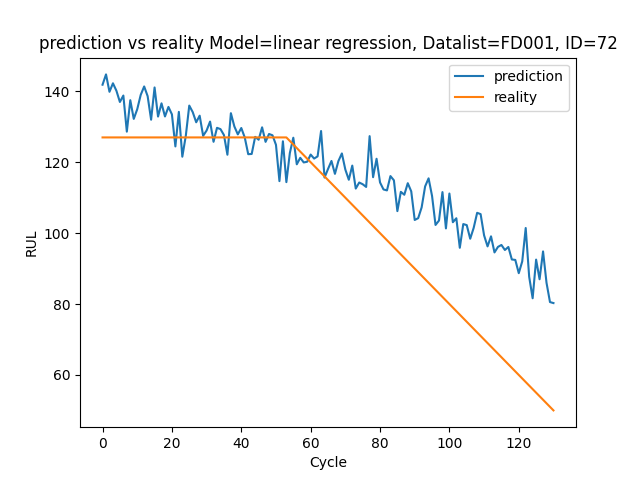 prediction vs reality Model=linear regression, Datalist=FD001, ID=72
prediction
reality
140
120
100
80
60
RUL
0 20 40 60 80 100 120
Cycle